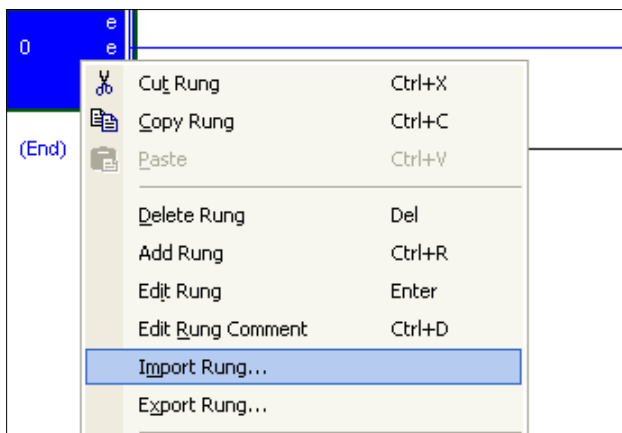 e
0 e
Cut Rung Ctrl+X
Copy Rung Ctrl+C
(End)
Paste Ctrl+V
Delete Rung Del
Add Rung Ctrl+R
Edit Rung Enter
Edit Rung Comment Ctrl+D
Import Rung...
Export Rung...